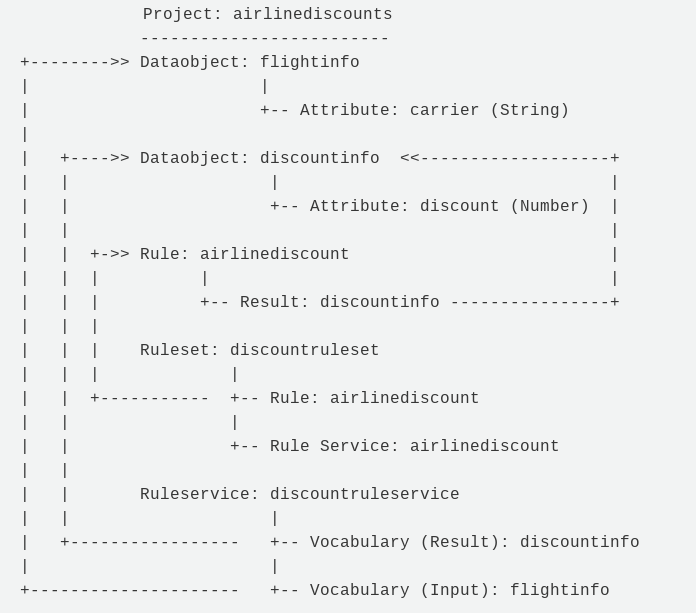 Project: airlinediscounts
-------------------------
+-------->> Dataobject: flightinfo
|                       |
|                       +-- Attribute: carrier (String)
|
|   +---->> Dataobject: discountinfo  <<-------------------+
|   |                    |                                 |
|   |                    +-- Attribute: discount (Number)  |
|   |                                                      |
|   |  +->> Rule: airlinediscount                          |
|   |  |          |                                        |
|   |  |          +-- Result: discountinfo ----------------+
|   |  |
|   |  |    Ruleset: discountruleset
|   |  |             |
|   |  +-----------  +-- Rule: airlinediscount
|   |                |
|   |                +-- Rule Service: airlinediscount
|   |
|   |       Ruleservice: discountruleservice
|   |                    |
|   +-----------------   +-- Vocabulary (Result): discountinfo
|                        |
+---------------------   +-- Vocabulary (Input): flightinfo